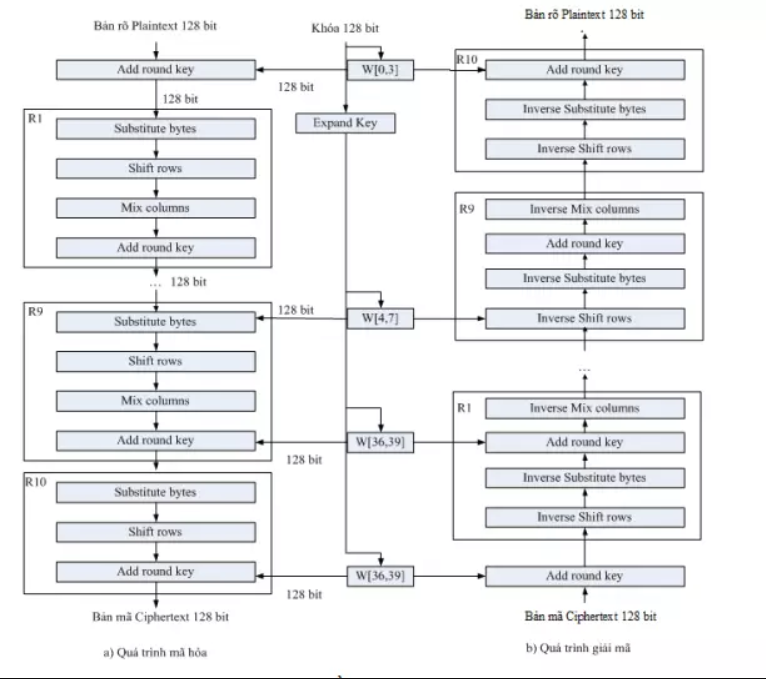 Bản rõ Plaintext 128 bit
Add round key
128 bit
R1
Substitute bytes
Shift rows
Mix columns
Add round key
... 128 bit
R9
Substitute bytes
Shift rows
Mix columns
Add round key
R10
Substitute bytes
Shift rows
Add round key
Bản mã Ciphertext 128 bit
a) Quá trình mã hóa
Khóa 128 bit
W[0,3]
128 bit
Expand Key
128 bit
W[4,7]
W[36,39]
128 bit
W[36,39]
128 bit
Bản rõ Plaintext 128 bit
R10
Add round key
Inverse Substitute bytes
Inverse Shift rows
R9
Inverse Mix columns
Add round key
Inverse Substitute bytes
Inverse Shift rows
...
R1
Inverse Mix columns
Add round key
Inverse Substitute bytes
Inverse Shift rows
Add round key
Bản mã Ciphertext 128 bit
b) Quá trình giải mã